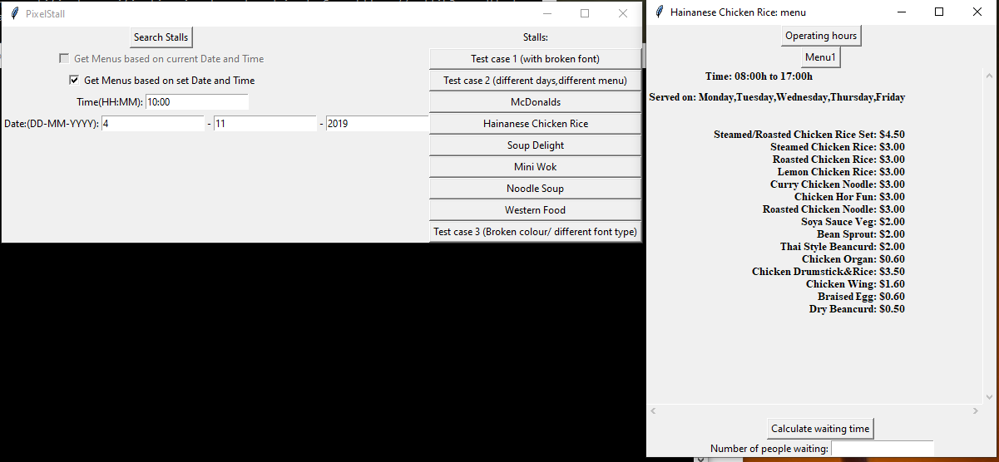 PixelStall
Search Stalls
Get Menus based on current Date and Time
Get Menus based on set Date and Time
Time(HH:MM): 10:00
Date:(DD-MM-YYYY): 4 - 11 - 2019
Stalls:
Test case 1 (with broken font)
Test case 2 (different days,different menu)
McDonalds
Hainanese Chicken Rice
Soup Delight
Mini Wok
Noodle Soup
Western Food
Test case 3 (Broken colour/ different font type)
Hainanese Chicken Rice: menu
Operating hours
Menu1
Time: 08:00h to 17:00h
Served on: Monday,Tuesday,Wednesday,Thursday,Friday
Steamed/Roasted Chicken Rice Set: $4.50
Steamed Chicken Rice: $3.00
Roasted Chicken Rice: $3.00
Lemon Chicken Rice: $3.00
Curry Chicken Noodle: $3.00
Chicken Hor Fun: $3.00
Roasted Chicken Noodle: $3.00
Soya Sauce Veg: $2.00
Bean Sprout: $2.00
Thai Style Beancurd: $2.00
Chicken Organ: $0.60
Chicken Drumstick&Rice: $3.50
Chicken Wing: $1.60
Braised Egg: $0.60
Dry Beancurd: $0.50
Calculate waiting time
Number of people waiting: